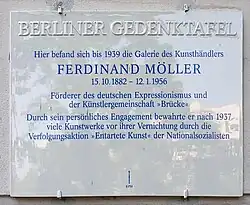 BERLINER GEDENKTAFEL
Hier befand sich bis 1939 die Galerie des Kunsthändlers
FERDINAND MÖLLER
15.10.1882 – 12.1.1956
Förderer des deutschen Expressionismus und
der Künstlergemeinschaft »Brücke«
Durch sein persönliches Engagement bewahrte er nach 1937
viele Kunstwerke vor ihrer Vernichtung durch die
Verfolgungsaktion »Entartete Kunst« der Nationalsozialisten
KPM